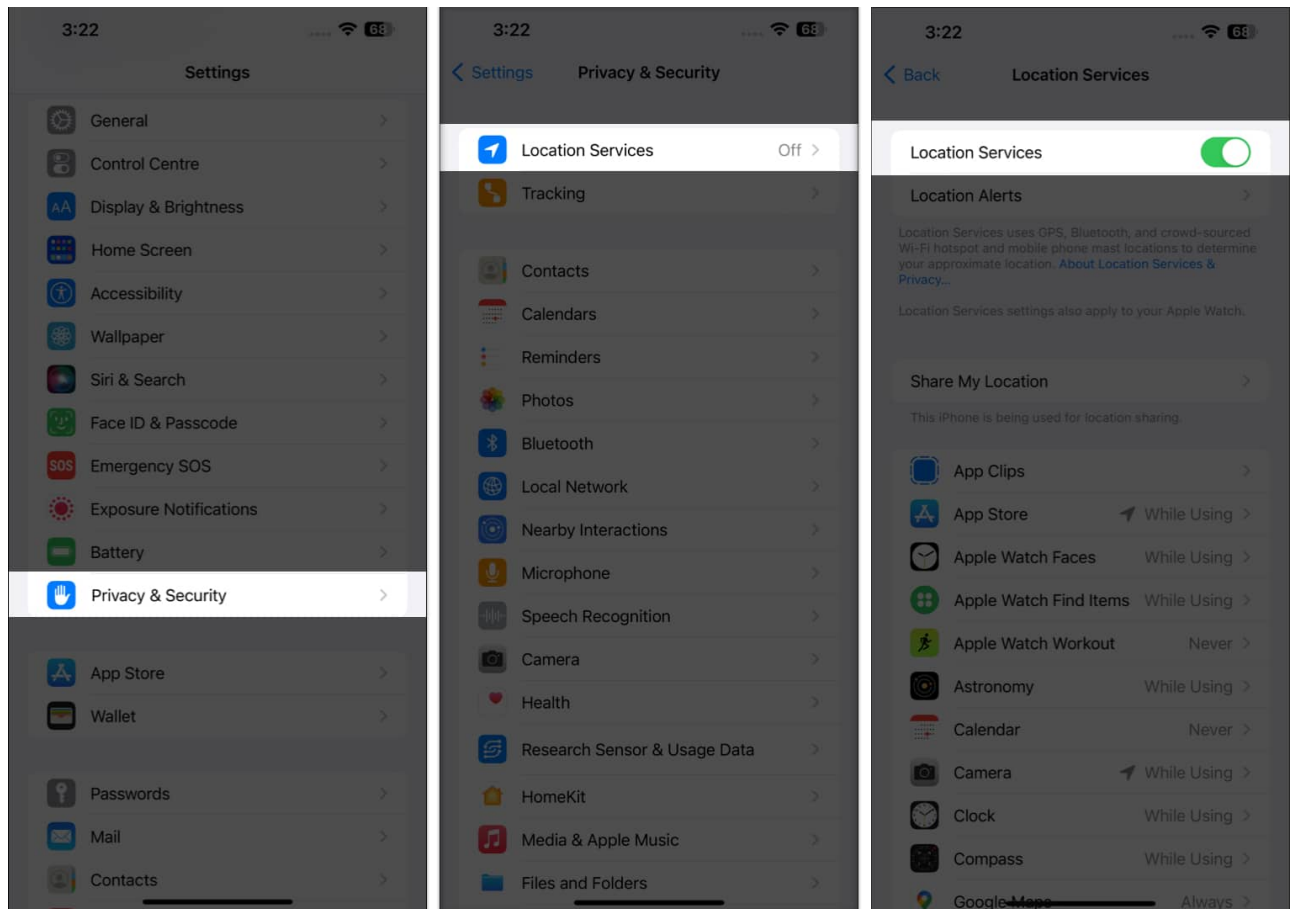 3:22
68
Settings
General
Control Centre
AA
Display & Brightness
Home Screen
Accessibility
Wallpaper
Siri & Search
Face ID & Passcode
SOS
Emergency SOS
Exposure Notifications
Battery
Privacy & Security
App Store
Wallet
Passwords
Mail
Contacts
3:22
68
Settings
Privacy & Security
Location Services
Off
Tracking
Contacts
Calendars
Reminders
Photos
Bluetooth
Local Network
Nearby Interactions
Microphone
Speech Recognition
Camera
Health
Research Sensor & Usage Data
HomeKit
Media & Apple Music
Files and Folders
3:22
68
Back
Location Services
Location Services
Location Alerts
Location Services uses GPS, Bluetooth, and crowd-sourced
Wi-Fi hotspot and mobile phone mast locations to determine
your approximate location. About Location Services &
Privacy...
Location Services settings also apply to your Apple Watch.
Share My Location
This iPhone is being used for location sharing.
App Clips
App Store While Using
Apple Watch Faces While Using
Apple Watch Find Items While Using
Apple Watch Workout Never
Astronomy While Using
Calendar Never
Camera While Using
Clock While Using
Compass While Using
Google Maps Always